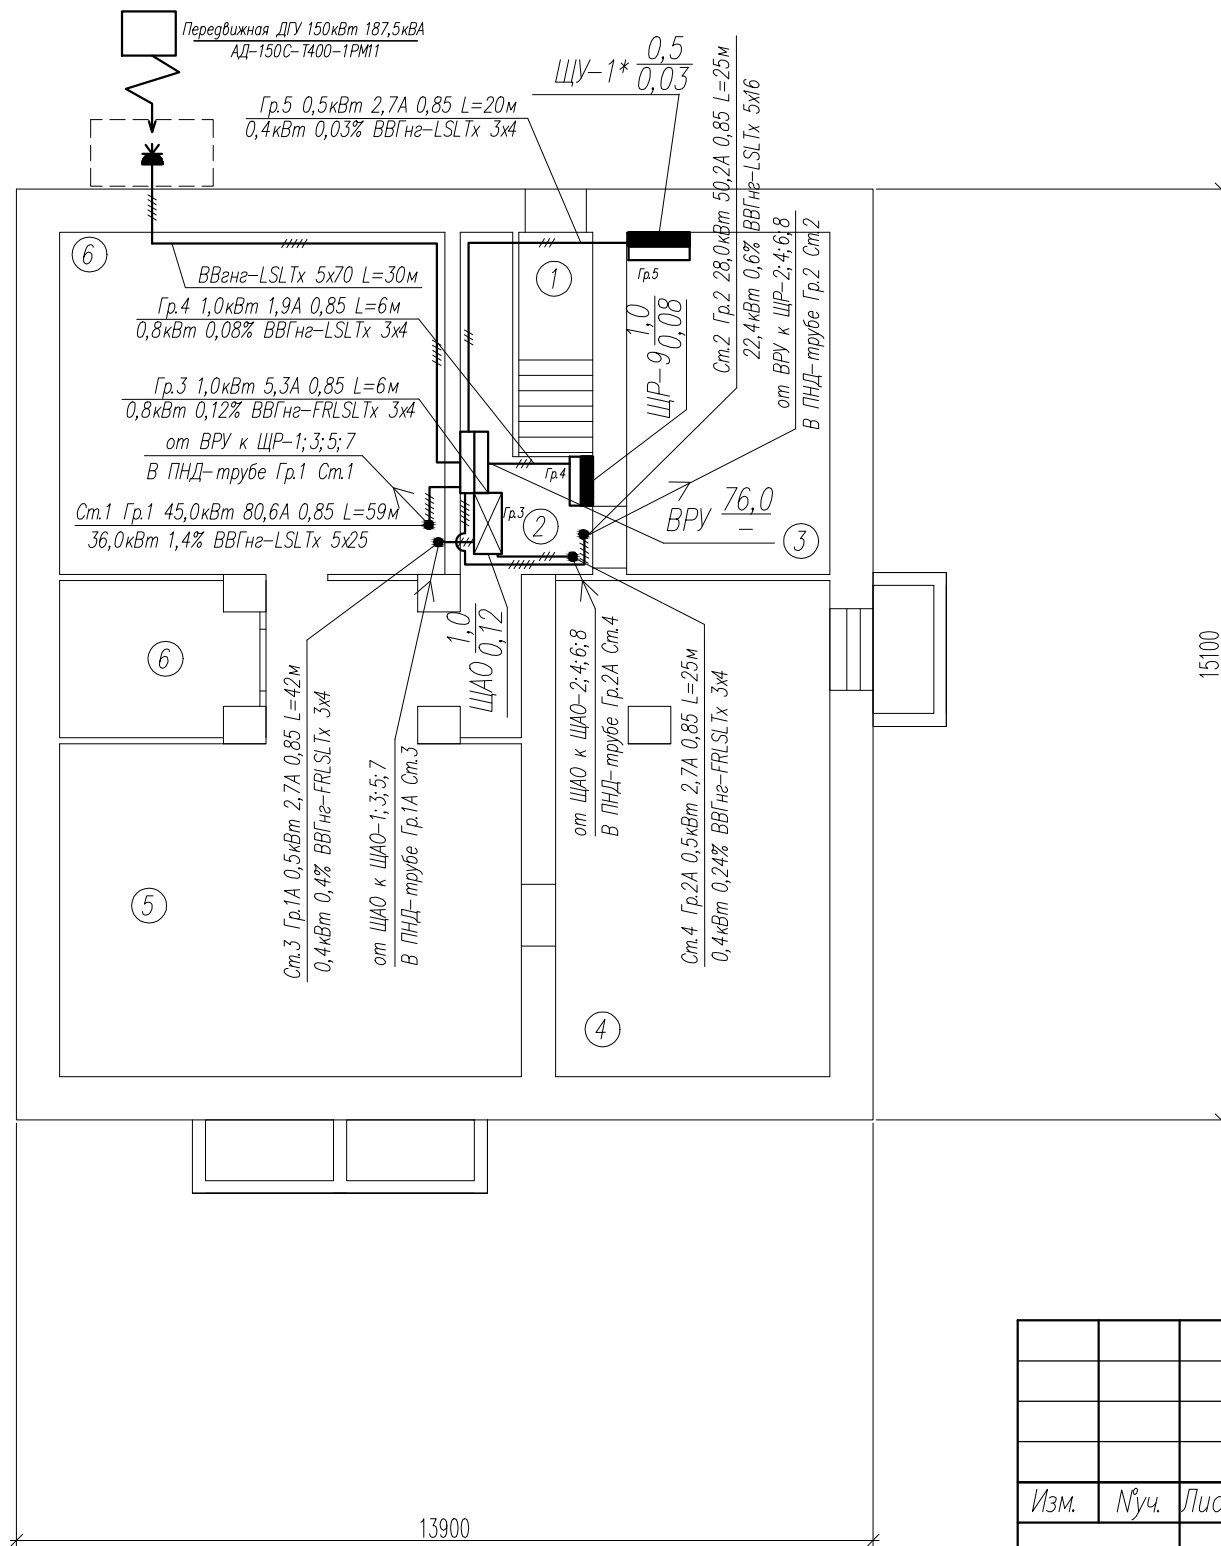 Передвижная ДГУ 150кВт 187,5кВА
АД-150С-Т400-1РМ11
ЩУ-1* 0,5
0,03
Гр.5 0,5кВт 2,7А 0,85 L=20м
0,4кВт 0,03% ВВГнг-LSLTx 3х4
Ст.2 Гр.2 28,0кВт 50,2А 0,85 L=25м
22,4кВт 0,6% ВВГнг-LSLTx 5х16
от ВРУ к ЩР-2;4;6;8
В ПНД-трубе Гр.2 Ст.2
6
1
Гр.5
ВВгнг-LSLTx 5х70 L=30м
Гр.4 1,0кВт 1,9А 0,85 L=6м
0,8кВт 0,08% ВВГнг-LSLTx 3х4
ЩР-9 1,0
0,08
Гр.3 1,0кВт 5,3А 0,85 L=6м
0,8кВт 0,12% ВВГнг-FRLSLTx 3х4
от ВРУ к ЩР-1;3;5;7
В ПНД-трубе Гр.1 Ст.1
Гр.4
Ст.1 Гр.1 45,0кВт 80,6А 0,85 L=59м
36,0кВт 1,4% ВВГнг-LSLTx 5х25
Гр.3
2
ВРУ 76,0
–
3
ЩАО 1,0
0,12
6
15100
Ст.3 Гр.1А 0,5кВт 2,7А 0,85 L=42м
0,4кВт 0,4% ВВГнг-FRLSLTx 3х4
от ЩАО к ЩАО-1;3;5;7
В ПНД-трубе Гр.1А Ст.3
от ЩАО к ЩАО-2;4;6;8
В ПНД-трубе Гр.2А Ст.4
Ст.4 Гр.2А 0,5кВт 2,7А 0,85 L=25м
0,4кВт 0,24% ВВГнг-FRLSLTx 3х4
5
4
13900
Изм. №уч. Лис